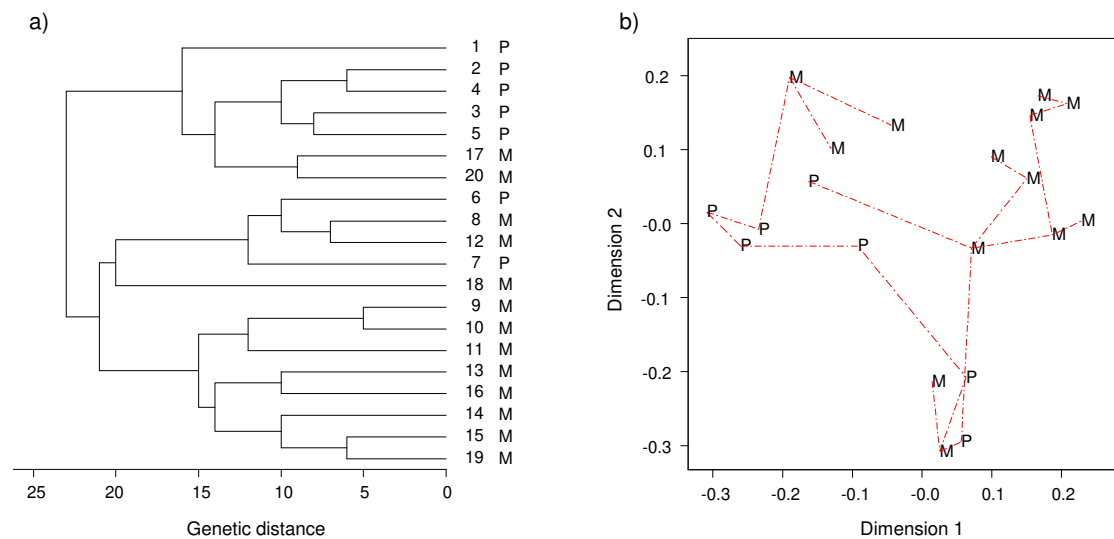 a)
1 P
2 P
4 P
3 P
5 P
17 M
20 M
6 P
8 M
12 M
7 P
18 M
9 M
10 M
11 M
13 M
16 M
14 M
15 M
19 M
25 20 15 10 5 0
Genetic distance
b)
Dimension 2
0.2
0.1
-0.0
-0.1
-0.2
-0.3
M
M
M
M
M
M
M
M
P
M
P
M
P
M
P
P
M
P
M
P
M
-0.3 -0.2 -0.1 -0.0 0.1 0.2
Dimension 1